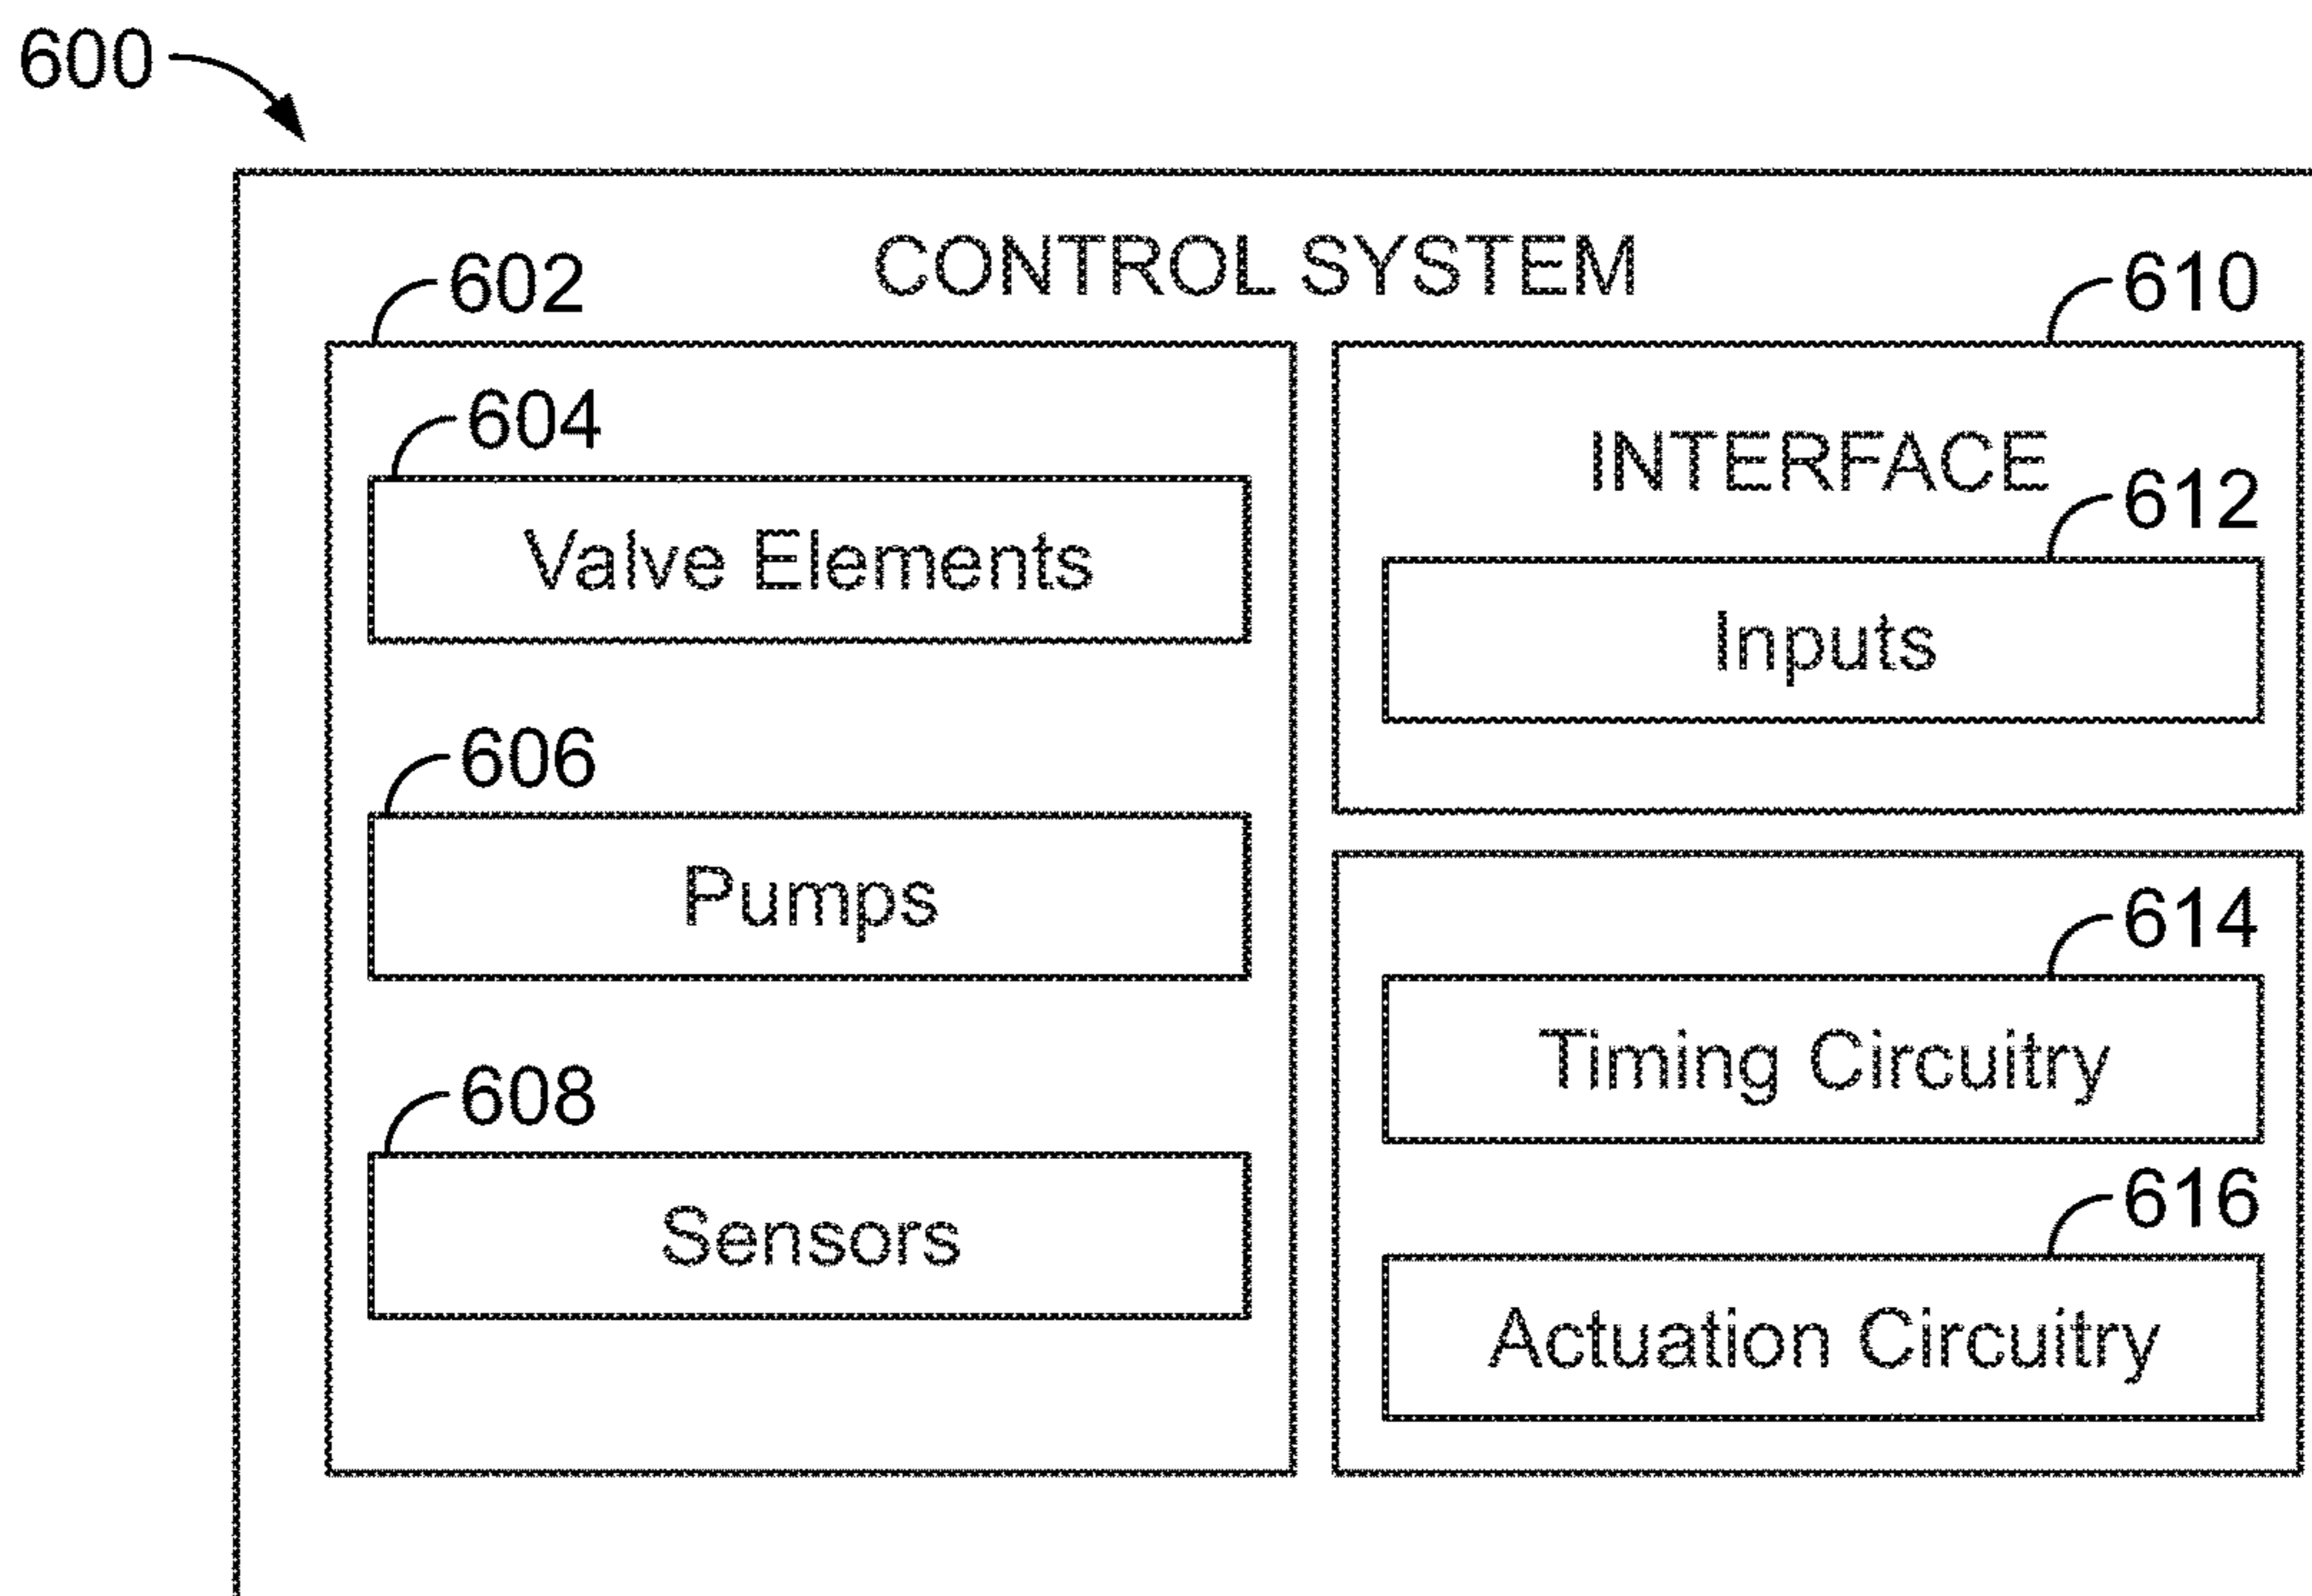 600
CONTROL SYSTEM
602
604
Valve Elements
606
Pumps
608
Sensors
610
INTERFACE
612
Inputs
614
Timing Circuitry
616
Actuation Circuitry